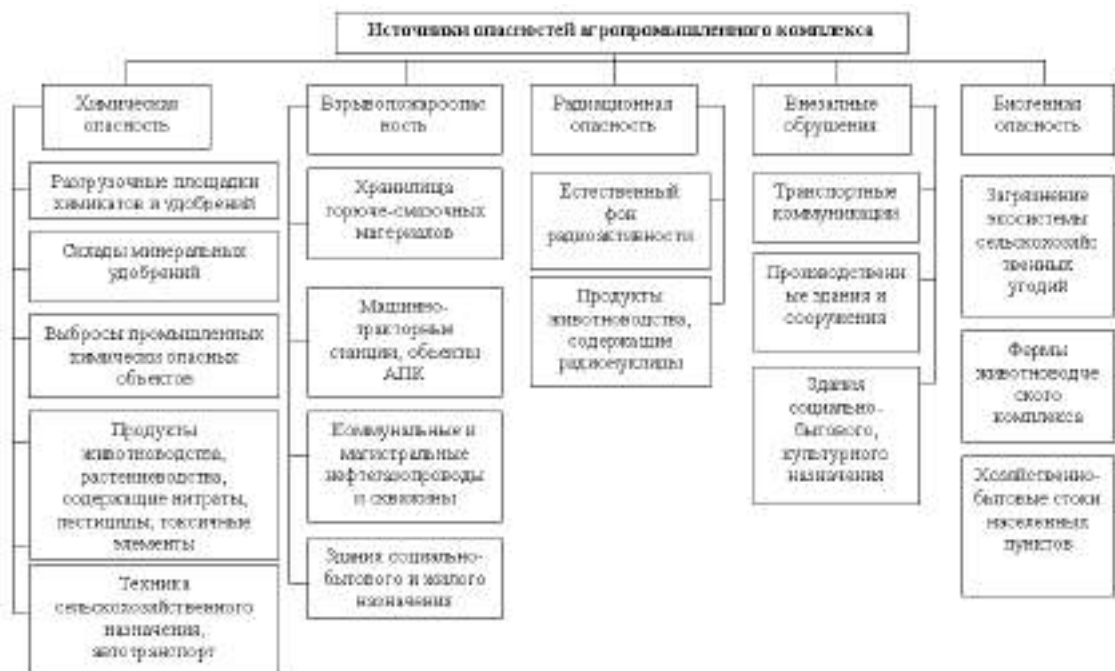 Источники опасностей агропромышленного комплекса
Химическая
опасность
Разгрузочные площадки
химикатов и удобрений
Склады минеральных
удобрений
Выбросы промышленных
химически опасных
объектов
Продукты
животноводства,
растениеводства,
содержащие нитраты,
пестициды, токсичные
элементы
Техника
сельскохозяйственного
назначения,
автотранспорт
Взрывопожароопас
ность
Хранилища
горюче-смазочных
материалов
Машинно-
тракторные
станции, объекты
АПК
Коммунальные и
магистральные
нефтегазопроводы
и скважины
Здания социально-
бытового и жилого
назначения
Радиационная
опасность
Естественный
фон
радиоактивности
Продукты
животноводства,
содержащие
радионуклиды
Внезапные
обрушения
Транспортные
коммуникации
Производственн
ые здания и
сооружения
Здания
социально-
бытового,
культурного
назначения
Биогенная
опасность
Загрязнение
экосистемы
сельскохозяйс
твенных
угодий
Фермы
животноводче
ского
комплекса
Хозяйственно-
бытовые стоки
населенных
пунктов